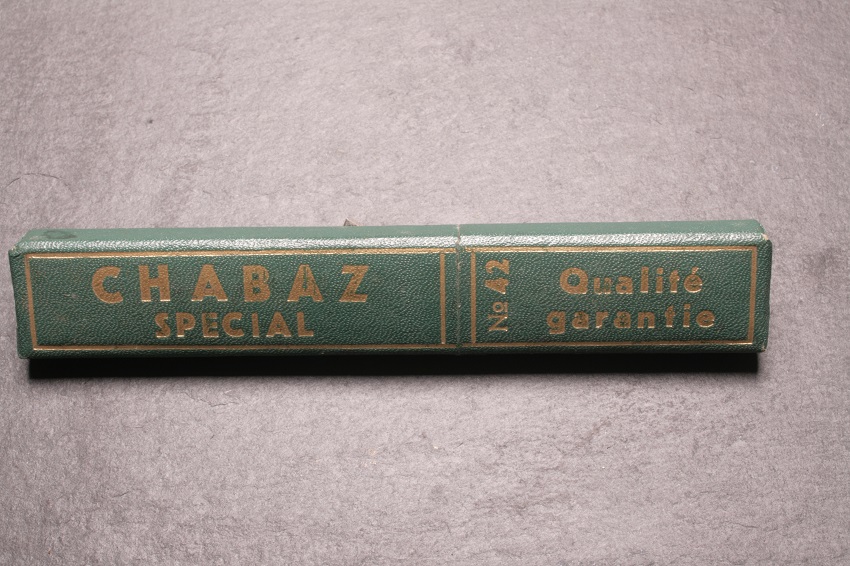 CHABAZ
SPECIAL
No 42
Qualité
garantie